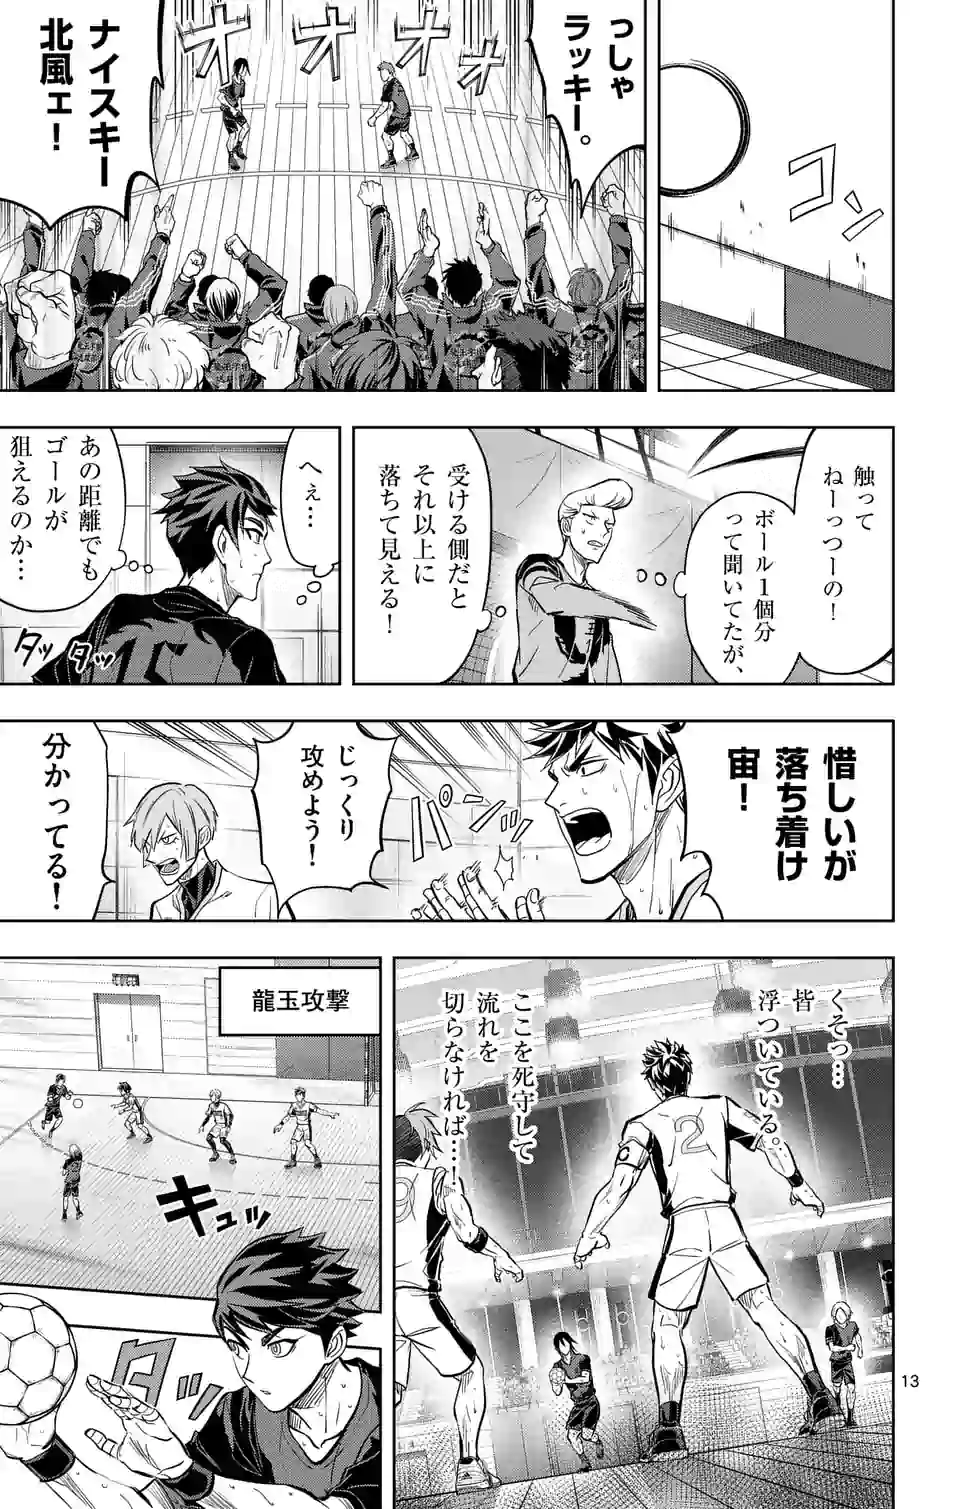 コン
っしゃ
ラッキー。
オオオオォ
ナイスキー
北風ェ！
触って
ねーっつーの！
ボール１個分
って聞いてたが、
受ける側だと
それ以上に
落ちて見える！
へぇ…
あの距離でも
ゴールが
狙えるのか…
タッタッ
惜しいが
落ち着け
宙！
パンパンッ
じっくり
攻めよう！
分かってる！
くそっ…
皆
浮ついている。
ここを死守して
流れを
切らなければ…！
2
龍玉攻撃
キュッ
ダッ
13